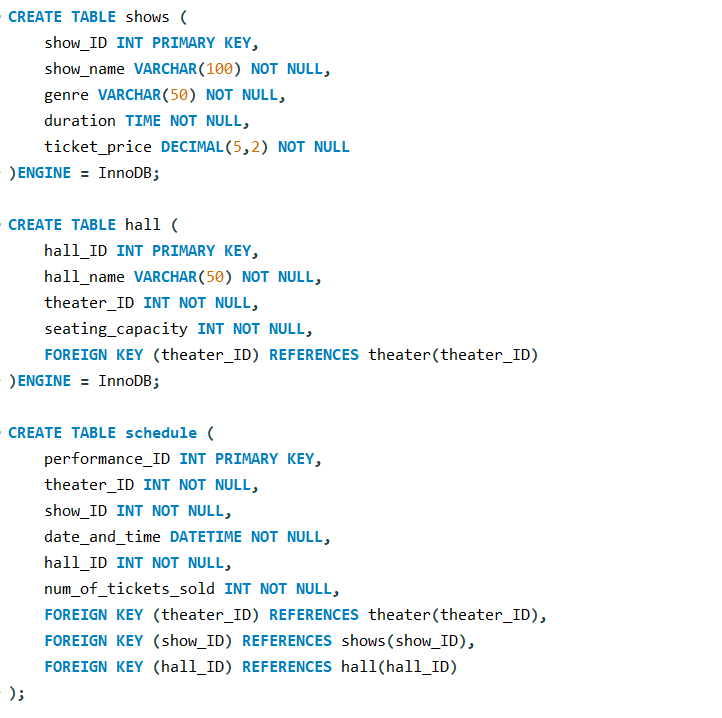 CREATE TABLE shows (
    show_ID INT PRIMARY KEY,
    show_name VARCHAR(100) NOT NULL,
    genre VARCHAR(50) NOT NULL,
    duration TIME NOT NULL,
    ticket_price DECIMAL(5,2) NOT NULL
)ENGINE = InnoDB;

CREATE TABLE hall (
    hall_ID INT PRIMARY KEY,
    hall_name VARCHAR(50) NOT NULL,
    theater_ID INT NOT NULL,
    seating_capacity INT NOT NULL,
    FOREIGN KEY (theater_ID) REFERENCES theater(theater_ID)
)ENGINE = InnoDB;

CREATE TABLE schedule (
    performance_ID INT PRIMARY KEY,
    theater_ID INT NOT NULL,
    show_ID INT NOT NULL,
    date_and_time DATETIME NOT NULL,
    hall_ID INT NOT NULL,
    num_of_tickets_sold INT NOT NULL,
    FOREIGN KEY (theater_ID) REFERENCES theater(theater_ID),
    FOREIGN KEY (show_ID) REFERENCES shows(show_ID),
    FOREIGN KEY (hall_ID) REFERENCES hall(hall_ID)
);